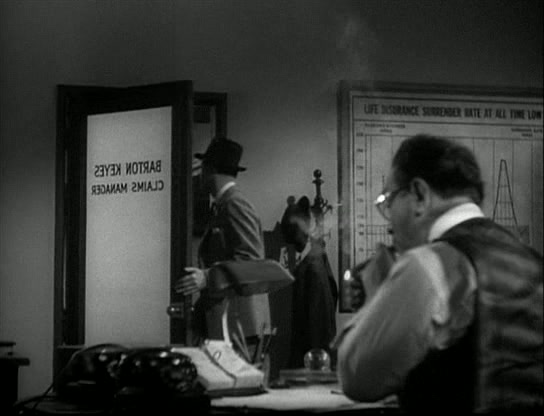 BARTON KEYES
CLAIMS MANAGER
LIFE INSURANCE SURRENDER RATE AT ALL TIME LOW